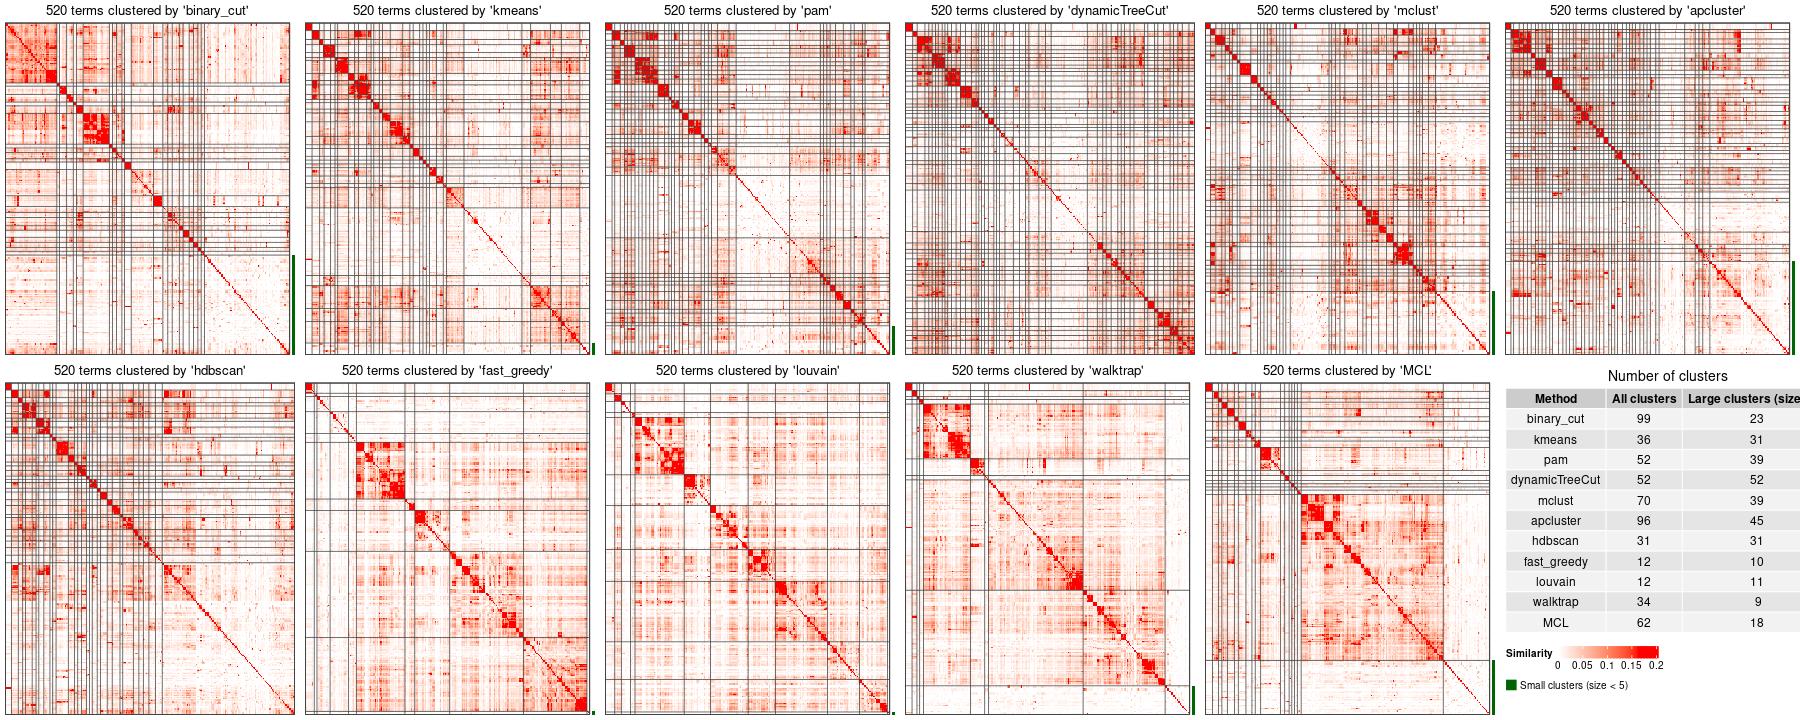 520 terms clustered by 'binary_cut'
520 terms clustered by 'kmeans'
520 terms clustered by 'pam'
520 terms clustered by 'dynamicTreeCut'
520 terms clustered by 'mclust'
520 terms clustered by 'apcluster'
520 terms clustered by 'hdbscan'
520 terms clustered by 'fast_greedy'
520 terms clustered by 'louvain'
520 terms clustered by 'walktrap'
520 terms clustered by 'MCL'
Number of clusters
Method All clusters Large clusters (size
binary_cut 99 23
kmeans 36 31
pam 52 39
dynamicTreeCut 52 52
mclust 70 39
apcluster 96 45
hdbscan 31 31
fast_greedy 12 10
louvain 12 11
walktrap 34 9
MCL 62 18
Similarity
0 0.05 0.1 0.15 0.2
Small clusters (size < 5)